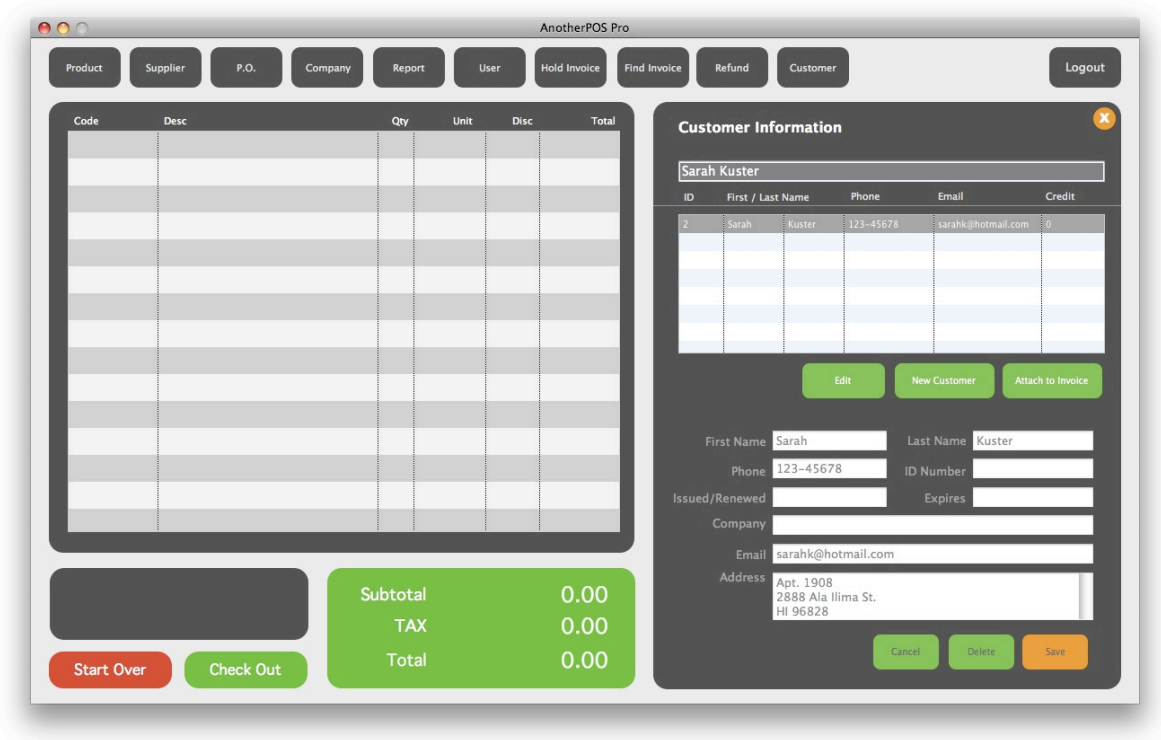 AnotherPOS Pro
Product Supplier P.O. Company Report User Hold Invoice Find Invoice Refund Customer Logout
Code Desc Qty Unit Disc Total
Customer Information
X
Sarah Kuster
ID First / Last Name Phone Email Credit
2 Sarah Kuster 123-45678 sarahk@hotmail.com 0
Edit New Customer Attach to Invoice
First Name Sarah Last Name Kuster
Phone 123-45678 ID Number
Issued/Renewed Expires
Company
Email sarahk@hotmail.com
Address Apt. 1908
2888 Ala Ilima St.
HI 96828
Cancel Delete Save
Subtotal 0.00
TAX 0.00
Total 0.00
Start Over Check Out